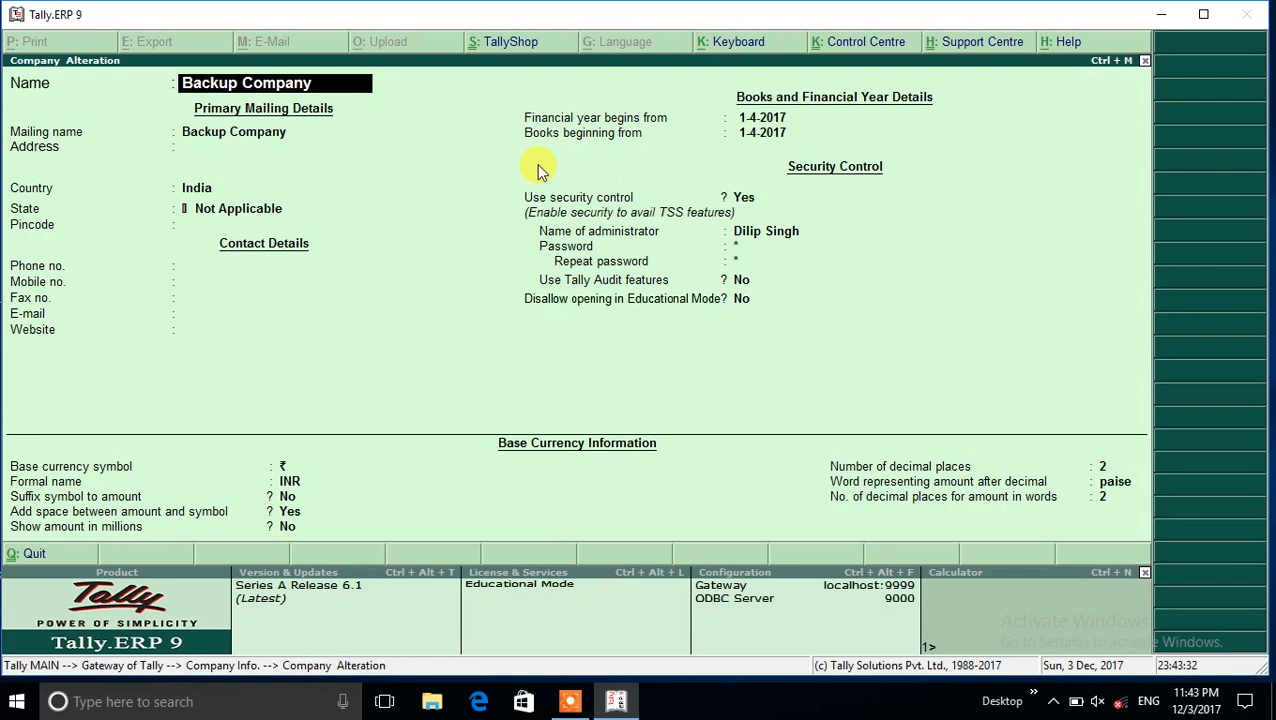 Tally.ERP 9
P: Print E: Export M: E-Mail O: Upload S: TallyShop G: Language K: Keyboard K: Control Centre H: Support Centre H: Help
Company Alteration Ctrl + M
Name : Backup Company
Primary Mailing Details
Mailing name : Backup Company
Address :
Country : India
State : Not Applicable
Pincode :
Contact Details
Phone no. :
Mobile no. :
Fax no. :
E-mail :
Website :
Books and Financial Year Details
Financial year begins from : 1-4-2017
Books beginning from : 1-4-2017
Security Control
Use security control ? Yes
(Enable security to avail TSS features)
Name of administrator : Dilip Singh
Password : *
Repeat password : *
Use Tally Audit features ? No
Disallow opening in Educational Mode? No
Base Currency Information
Base currency symbol : ₹
Formal name : INR
Suffix symbol to amount ? No
Add space between amount and symbol ? Yes
Show amount in millions ? No
Number of decimal places : 2
Word representing amount after decimal : paise
No. of decimal places for amount in words : 2
Q: Quit
Product
Tally
POWER OF SIMPLICITY
Tally.ERP 9
Version & Updates Ctrl + Alt + T
Series A Release 6.1
(Latest)
License & Services Ctrl + Alt + L
Educational Mode
Configuration Ctrl + Alt + F
Gateway localhost:9999
ODBC Server 9000
Calculator Ctrl + N
1>
Activate Windows
Go to Settings to activate Windows.
Tally MAIN --> Gateway of Tally --> Company Info. --> Company Alteration (c) Tally Solutions Pvt. Ltd., 1988-2017 Sun, 3 Dec, 2017 23:43:32
Type here to search Desktop ENG 11:43 PM
12/3/2017